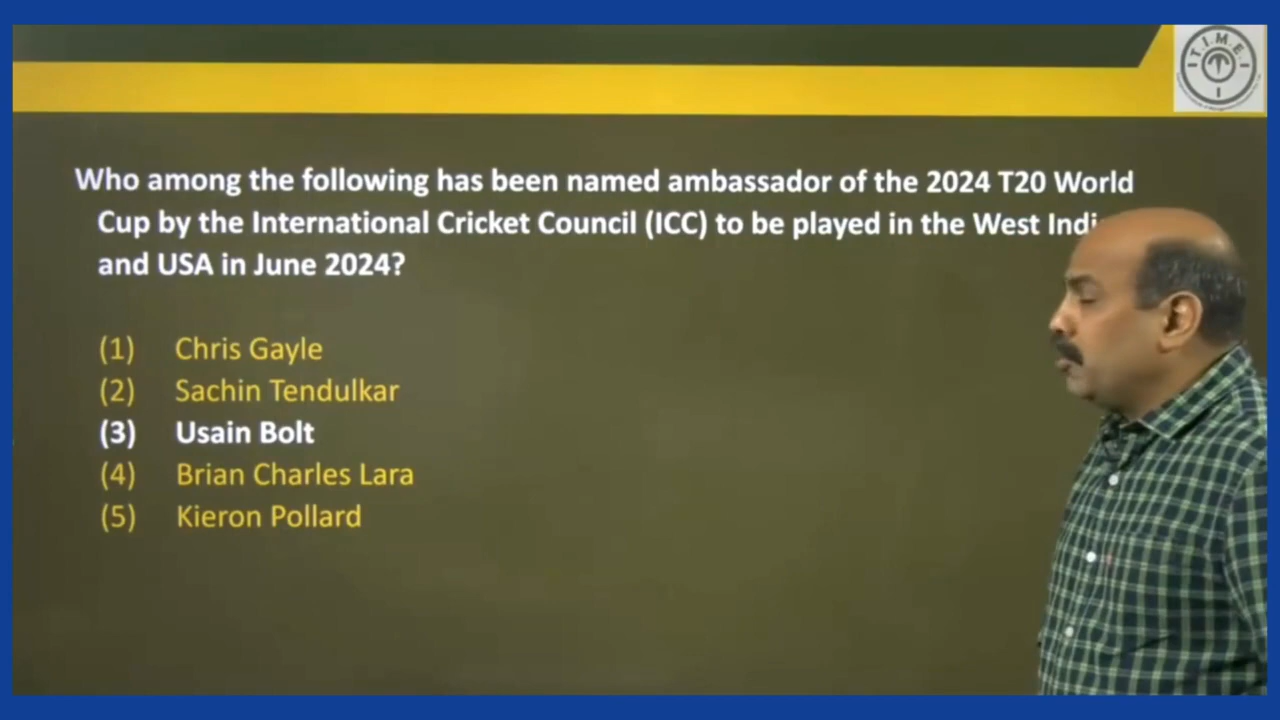 T.I.M.E.
Who among the following has been named ambassador of the 2024 T20 World
Cup by the International Cricket Council (ICC) to be played in the West
and USA in June 2024?
(1) Chris Gayle
(2) Sachin Tendulkar
(3) Usain Bolt
(4) Brian Charles Lara
(5) Kieron Pollard